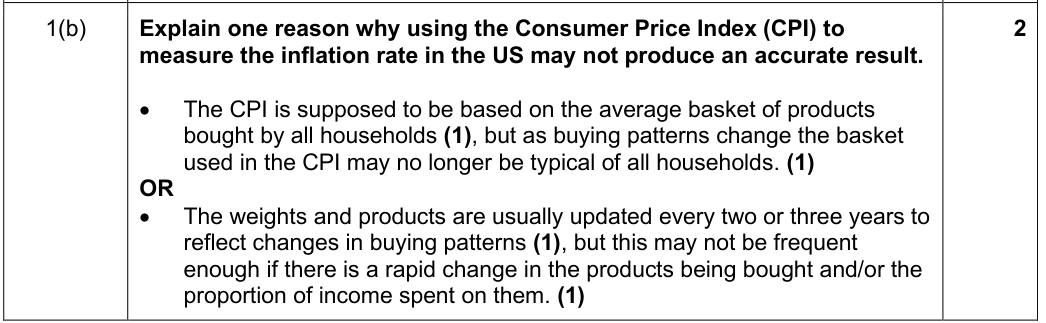 1(b)
Explain one reason why using the Consumer Price Index (CPI) to
measure the inflation rate in the US may not produce an accurate result.
2
• The CPI is supposed to be based on the average basket of products
bought by all households (1), but as buying patterns change the basket
used in the CPI may no longer be typical of all households. (1)
OR
• The weights and products are usually updated every two or three years to
reflect changes in buying patterns (1), but this may not be frequent
enough if there is a rapid change in the products being bought and/or the
proportion of income spent on them. (1)